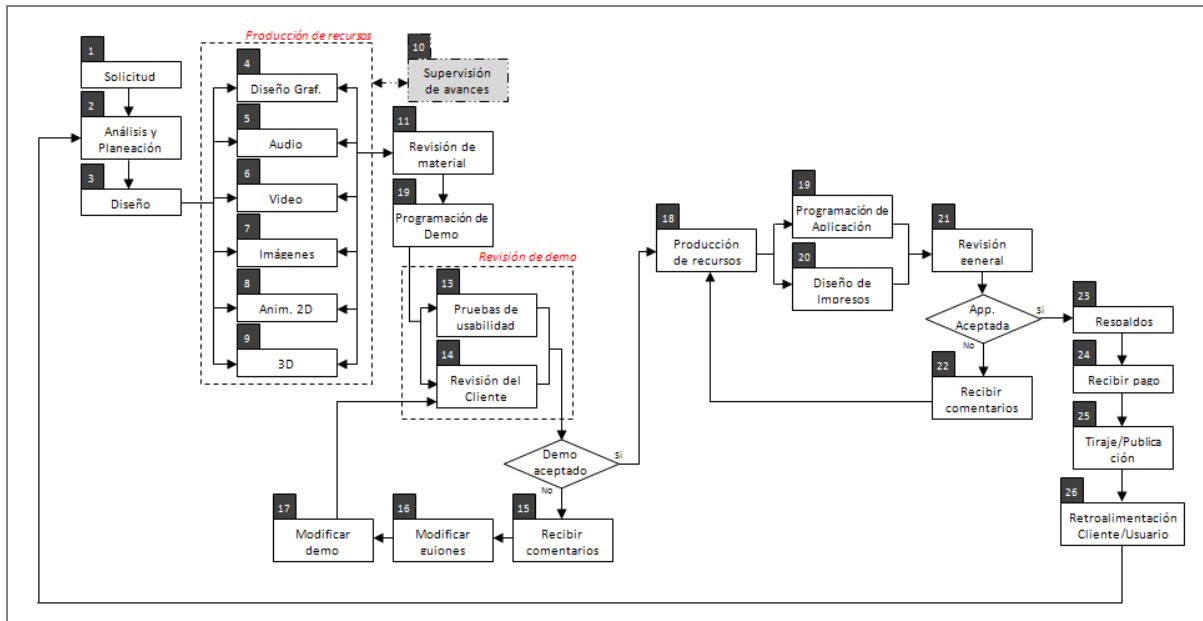 Producción de recursos
1
Solicitud
2
Análisis y
Planeación
3
Diseño
4
Diseño Graf.
5
Audio
6
Video
7
Imágenes
8
Anim. 2D
9
3D
10
Supervisión
de avances
11
Revisión de
material
19
Programación de
Demo
Revisión de demo
13
Pruebas de
usabilidad
14
Revisión del
Cliente
Demo
aceptado
Si
No
15
Recibir
comentarios
16
Modificar
guiones
17
Modificar
demo
18
Producción
de recursos
19
Programación de
Aplicación
20
Diseño de
Impresos
21
Revisión
general
App.
Aceptada
Si
No
22
Recibir
comentarios
23
Respaldos
24
Recibir pago
25
Tiraje/Publica
ción
26
Retroalimentación
Cliente/Usuario